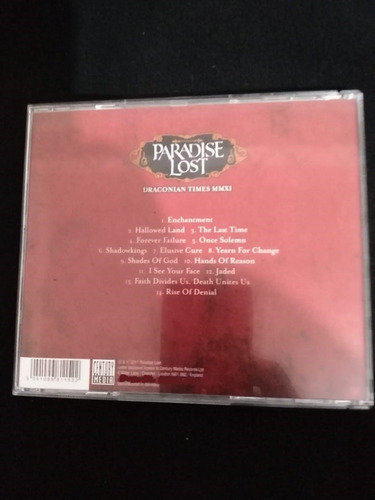 PARADISE
LOST
DRACONIAN TIMES MMXI
1. Enchantment
2. Hallowed Land 3. The Last Time
4. Forever Failure 5. Once Solemn
6. Shadowkings 7. Elusive Cure 8. Yearn For Change
9. Shades Of God 10. Hands Of Reason
11. I See Your Face 12. Jaded
13. Faith Divides Us, Death Unites Us
14. Rise Of Denial
CENTURY
MEDIA